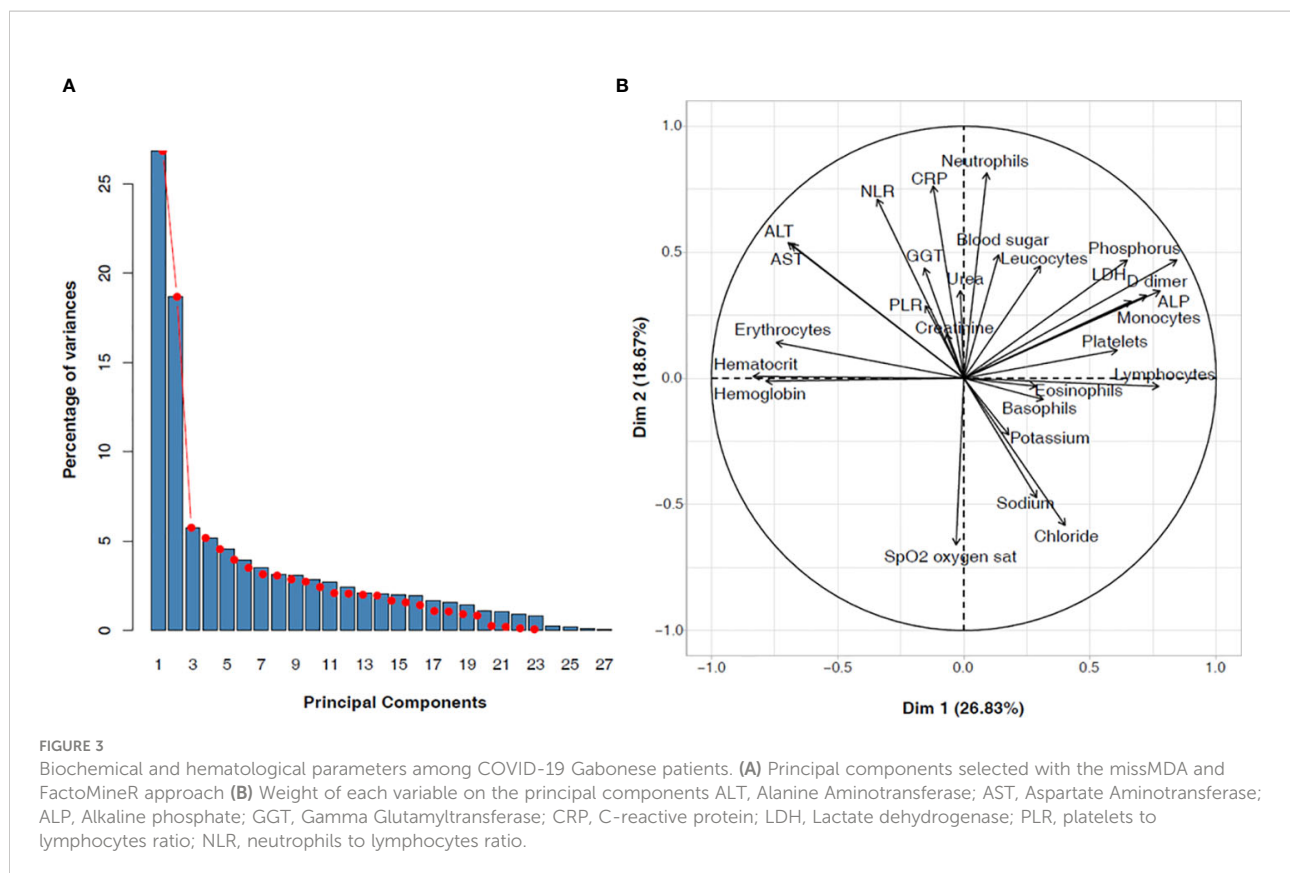 A
B
Percentage of variances
25
20
15
10
5
0
1 3 5 7 9 11 13 15 17 19 21 23 25 27
Principal Components
Dim 2 (18.67%)
1.0
0.5
0.0
−0.5
−1.0
Neutrophils
CRP
NLR
ALT
AST
GGT
Blood sugar
Leucocytes
Urea
Phosphorus
LDH
D dimer
ALP
Monocytes
PLR
Creatinine
Erythrocytes
Platelets
Hematocrit
Lymphocytes
Hemoglobin
Eosinophils
Basophils
Potassium
Sodium
Chloride
SpO2 oxygen sat
−1.0 −0.5 0.0 0.5 1.0
Dim 1 (26.83%)
FIGURE 3
Biochemical and hematological parameters among COVID-19 Gabonese patients. (A) Principal components selected with the missMDA and
FactoMineR approach (B) Weight of each variable on the principal components ALT, Alanine Aminotransferase; AST, Aspartate Aminotransferase;
ALP, Alkaline phosphate; GGT, Gamma Glutamyltransferase; CRP, C-reactive protein; LDH, Lactate dehydrogenase; PLR, platelets to
lymphocytes ratio; NLR, neutrophils to lymphocytes ratio.